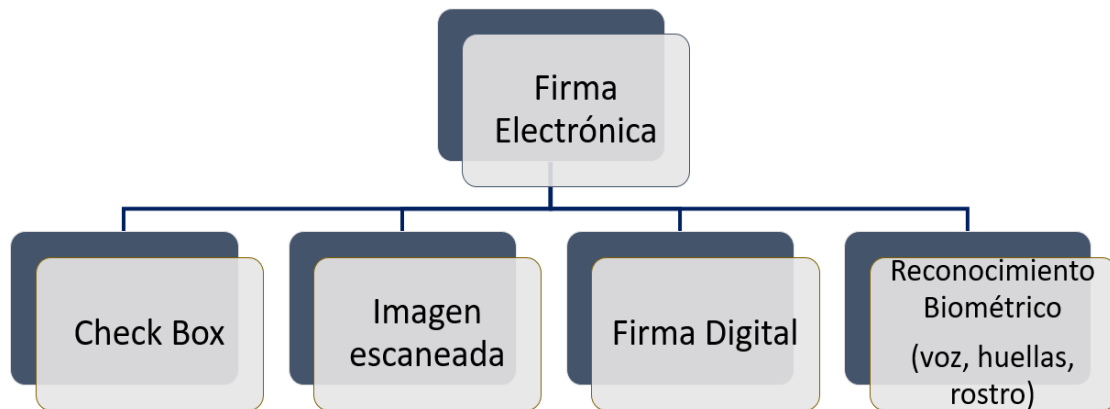 Firma
Electrónica
Check Box
Imagen
escaneada
Firma Digital
Reconocimiento
Biométrico
(voz, huellas,
rostro)